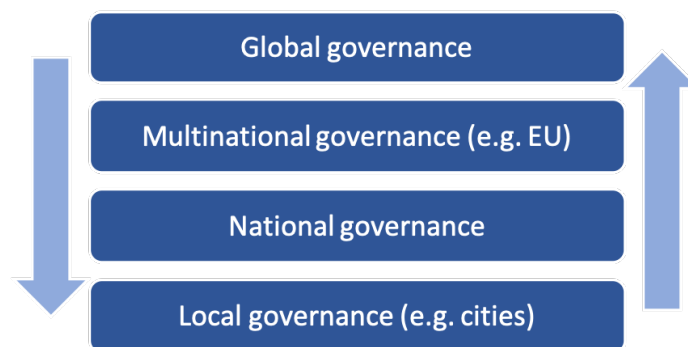 Global governance
Multinational governance (e.g. EU)
National governance
Local governance (e.g. cities)